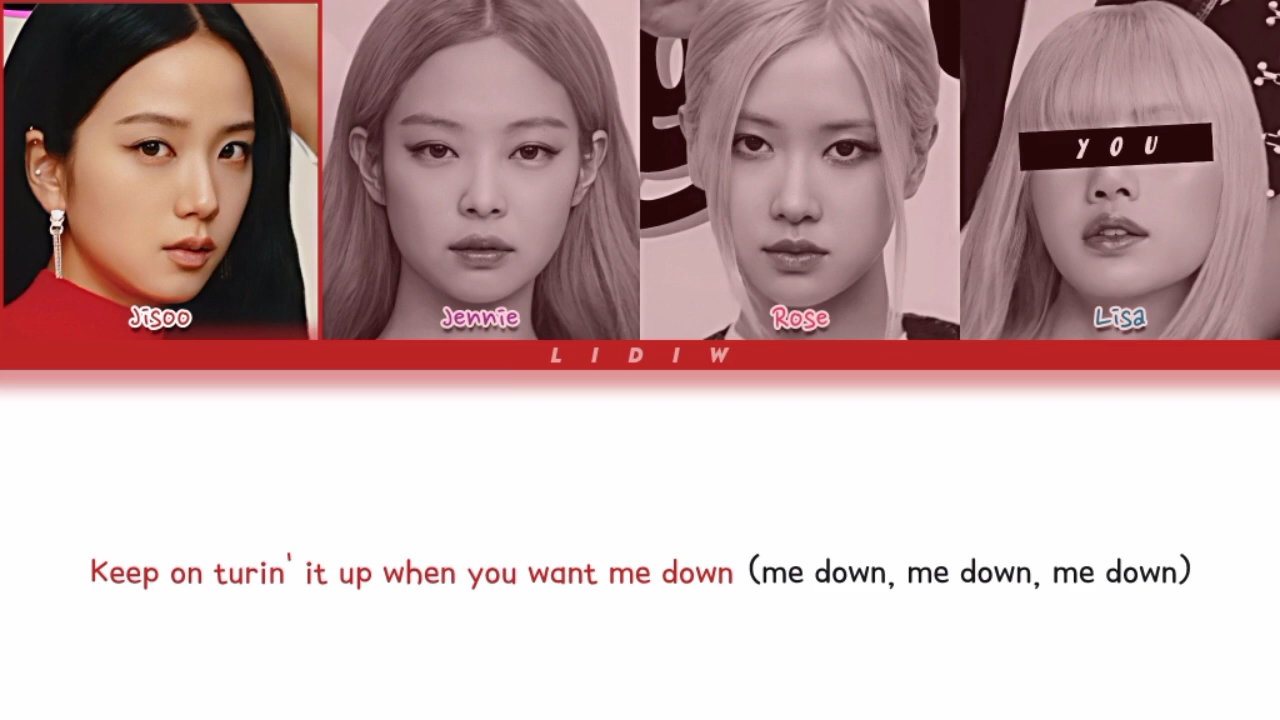 Y O U
Jisoo
Jennie
Rose
Lisa
L I D I W
Keep on turin' it up when you want me down (me down, me down, me down)